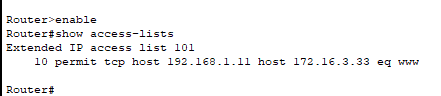 Router>enable
Router#show access-lists
Extended IP access list 101
    10 permit tcp host 192.168.1.11 host 172.16.3.33 eq www
Router#